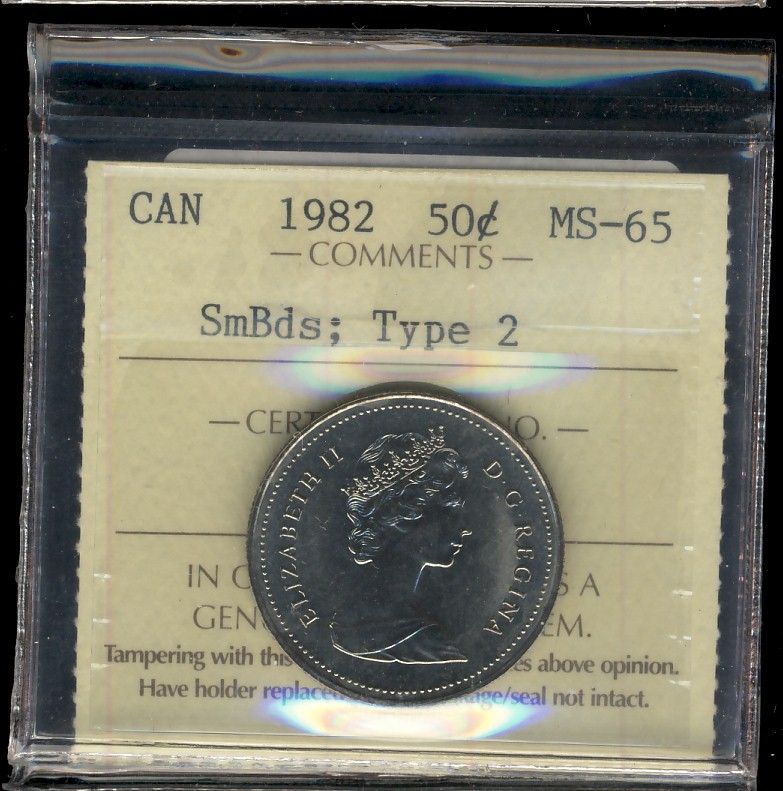 CAN 1982 50¢ MS-65
— COMMENTS —
SmBds; Type 2
— CERT NO. —
IN S A
GEN EM.
Tampering with this es above opinion.
Have holder replaced kage/seal not intact.
ELIZABETH II D·G·REGINA